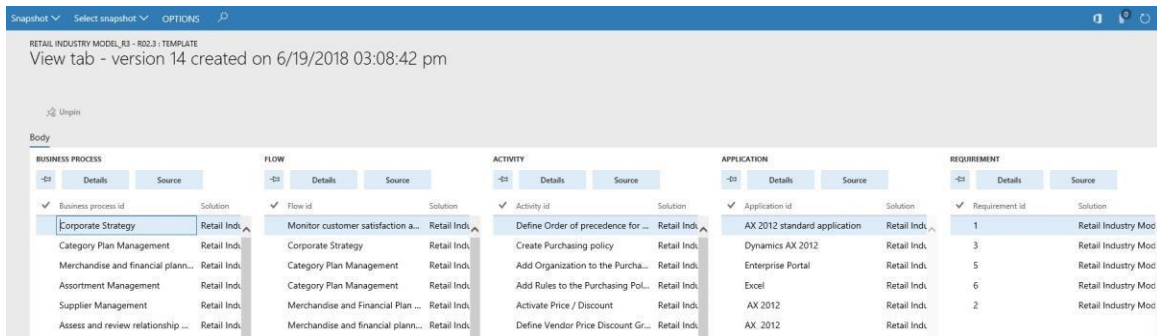 Snapshot Select snapshot OPTIONS 0
RETAIL INDUSTRY MODEL_R3 - R02.3 : TEMPLATE
View tab - version 14 created on 6/19/2018 03:08:42 pm
Unpin
Body
BUSINESS PROCESS FLOW ACTIVITY APPLICATION REQUIREMENT
Details Source Details Source Details Source Details Source Details Source
Business process id Solution Flow id Solution Activity id Solution Application id Solution Requirement id Solution
Corporate Strategy Retail Indu Monitor customer satisfaction a... Retail Indu Define Order of precedence for ... Retail Indu AX 2012 standard application Retail Indu 1 Retail Industry Mod
Category Plan Management Retail Indu Corporate Strategy Retail Indu Create Purchasing policy Retail Indu Dynamics AX 2012 Retail Indu 3 Retail Industry Mod
Merchandise and financial plann... Retail Indu Category Plan Management Retail Indu Add Organization to the Purcha... Retail Indu Enterprise Portal Retail Indu 5 Retail Industry Mod
Assortment Management Retail Indu Category Plan Management Retail Indu Add Rules to the Purchasing Pol... Retail Indu Excel Retail Indu 6 Retail Industry Mod
Supplier Management Retail Indu Merchandise and Financial Plan ... Retail Indu Activate Price / Discount Retail Indu AX 2012 Retail Indu 2 Retail Industry Mod
Assess and review relationship ... Retail Indu Merchandise and financial plann... Retail Indu Define Vendor Price Discount Gr... Retail Indu AX 2012 Retail Indu